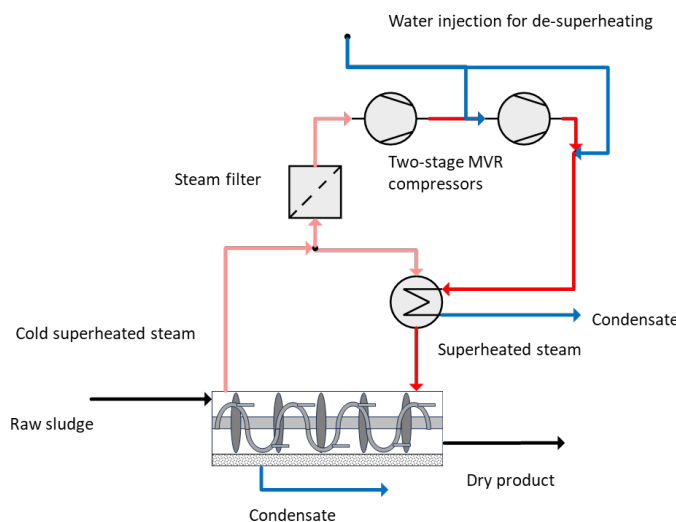 Water injection for de-superheating
Two-stage MVR
compressors
Steam filter
Cold superheated steam
Condensate
Superheated steam
Raw sludge
Dry product
Condensate